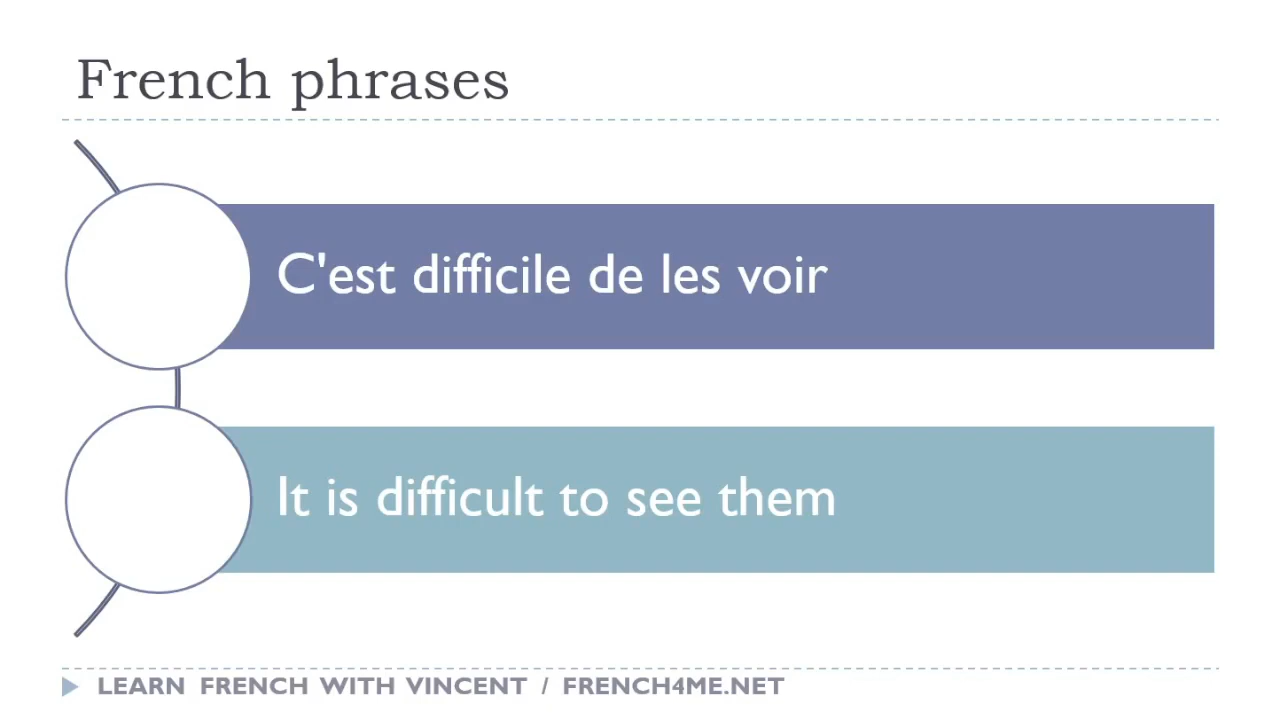 French phrases
C'est difficile de les voir
It is difficult to see them
LEARN FRENCH WITH VINCENT / FRENCH4ME.NET